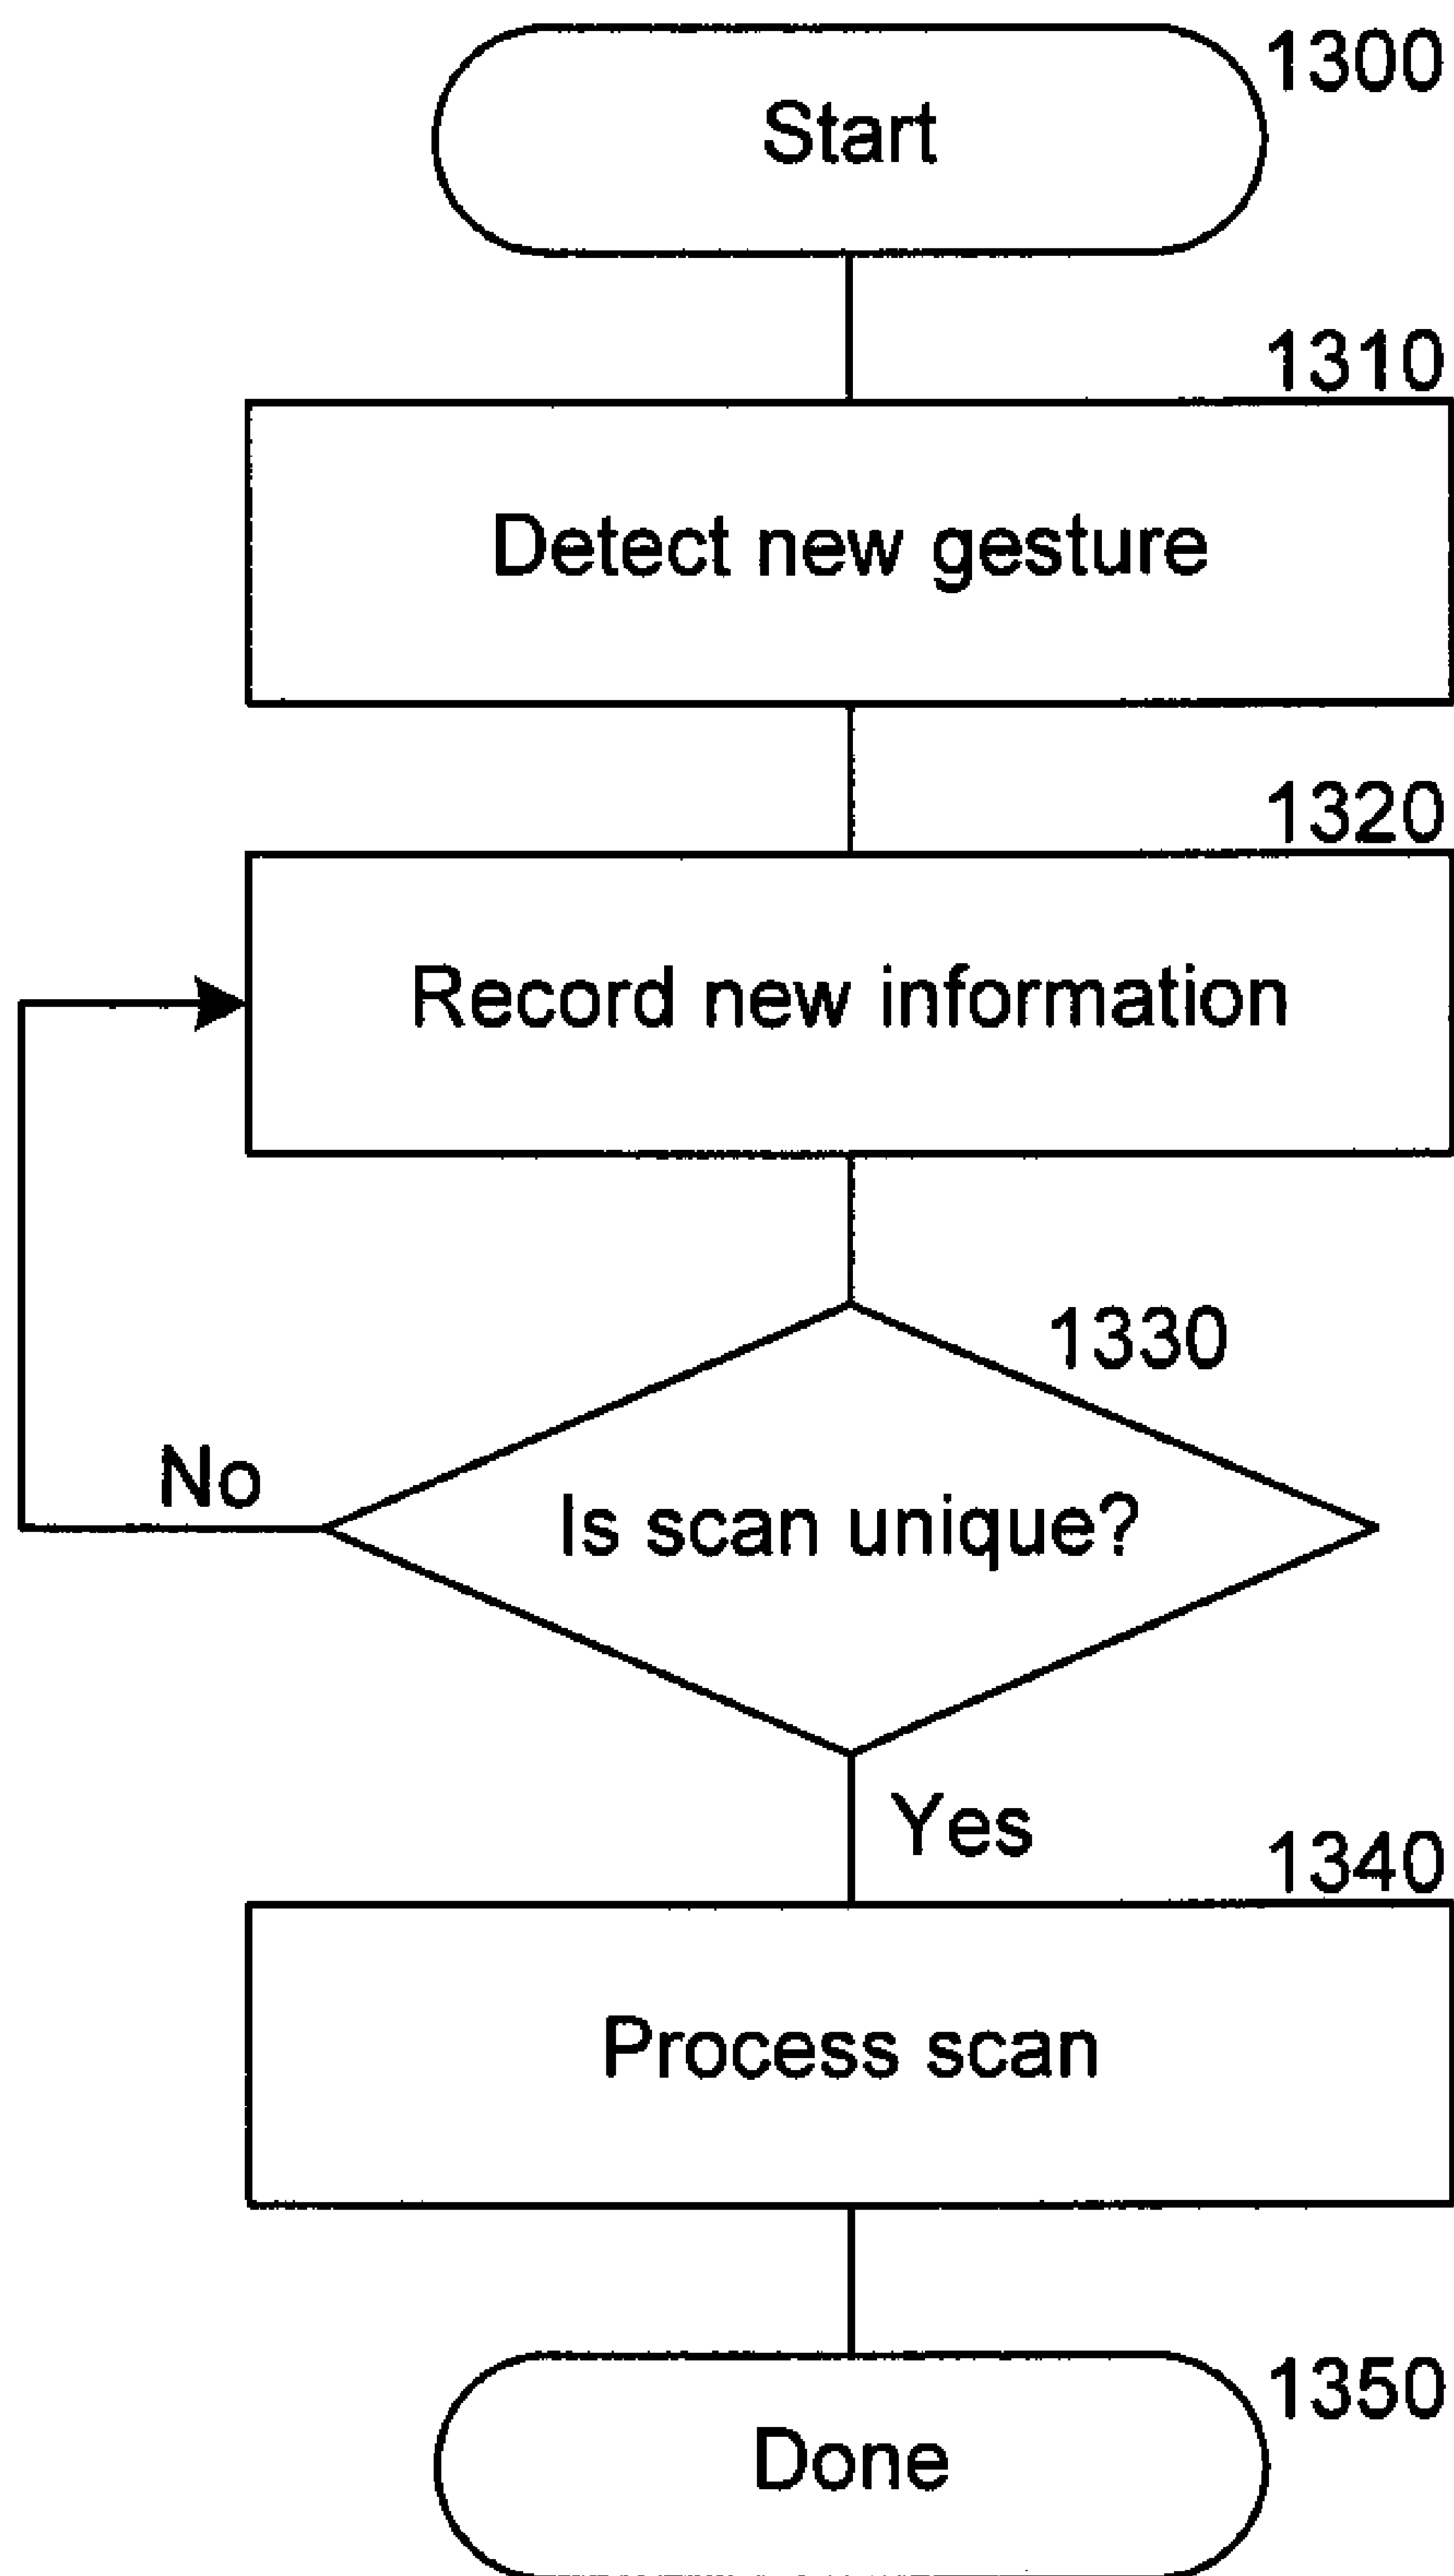 1300
Start
1310
Detect new gesture
1320
Record new information
1330
No
Is scan unique?
Yes
1340
Process scan
1350
Done